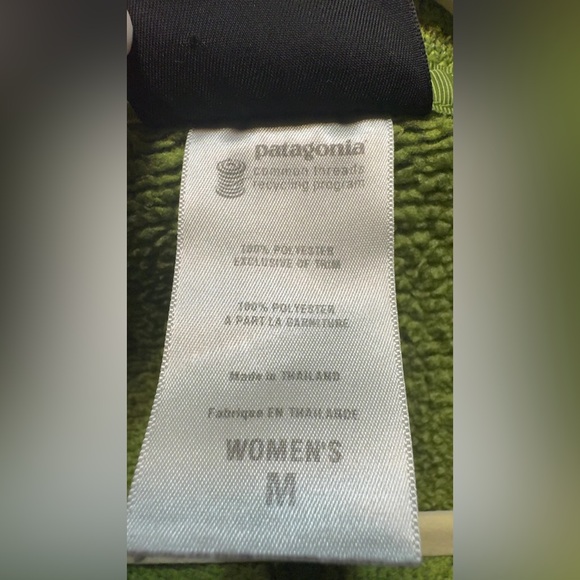 patagonia
common threads
recycling program
100% POLYESTER
EXCLUSIVE OF TRIM
100% POLYESTER
A PART LA GARNITURE
Made in THAILAND
Fabriqué EN THAILANDE
WOMEN'S
M